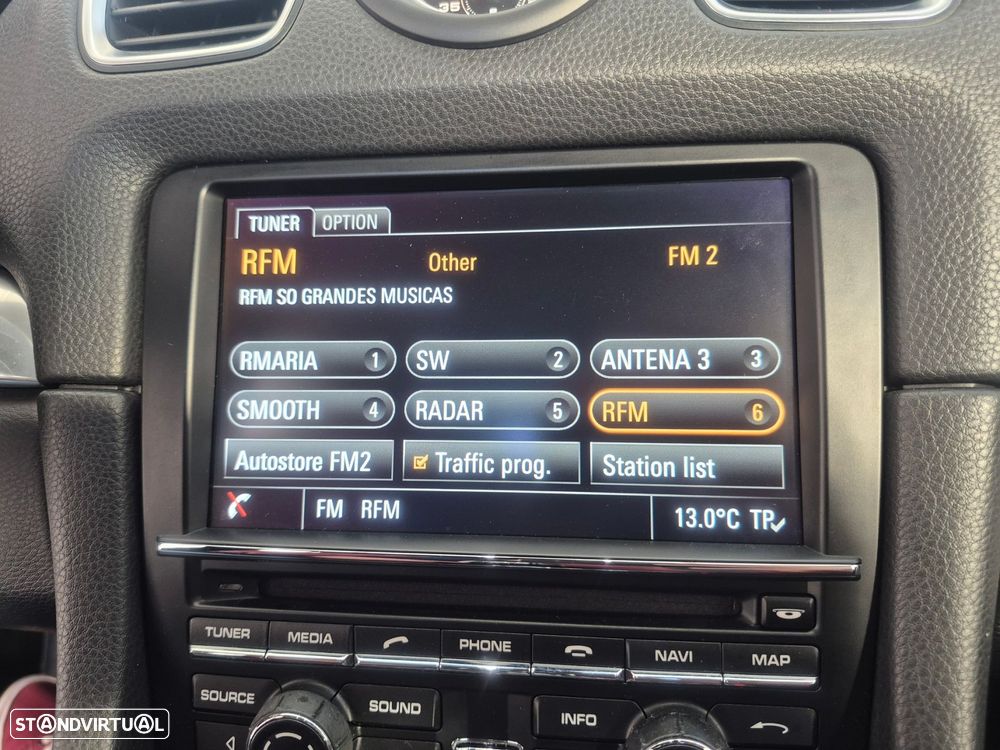 35
TUNER OPTION
RFM Other FM 2
RFM SO GRANDES MUSICAS
RMARIA 1 SW 2 ANTENA 3 3
SMOOTH 4 RADAR 5 RFM 6
Autostore FM2 Traffic prog. Station list
FM RFM 13.0°C TP
TUNER MEDIA PHONE NAVI MAP
SOURCE SOUND INFO
STANDVIRTUAL